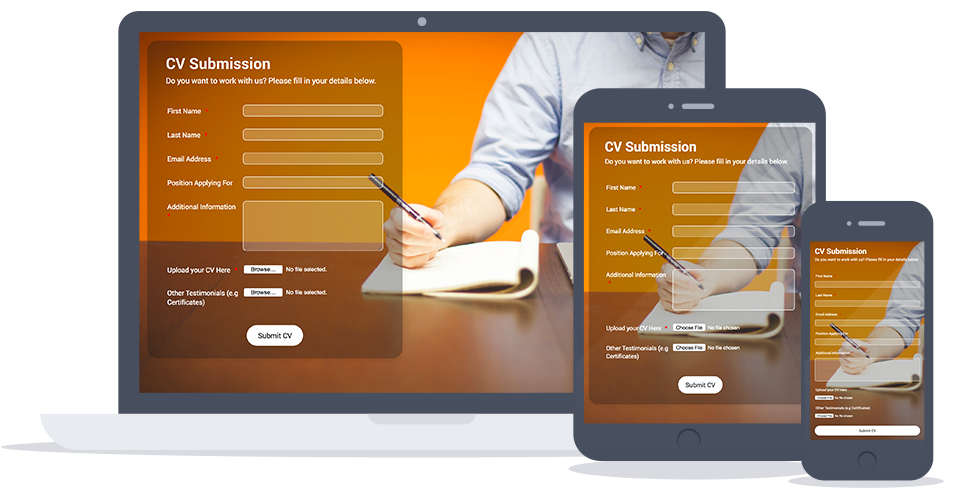 CV Submission
Do you want to work with us? Please fill in your details below.
First Name *
Last Name *
Email Address *
Position Applying For
Additional Information
*
Upload your CV Here * Browse... No file selected.
Other Testimonials (e.g Browse... No file selected.
Certificates)
Submit CV
CV Submission
Do you want to work with us? Please fill in your details below.
First Name *
Last Name *
Email Address *
Position Applying For
Additional Information
*
Upload your CV Here * Choose File No file chosen
Other Testimonials (e.g Choose File No file chosen
Certificates)
Submit CV
CV Submission
Do you want to work with us? Please fill in your details below.
First Name
Last Name
Email Address *
Position Applying For
Additional Information
Upload your CV Here
Choose File No file chosen
Other Testimonials (e.g Certificates)
Choose File No file chosen
Submit CV